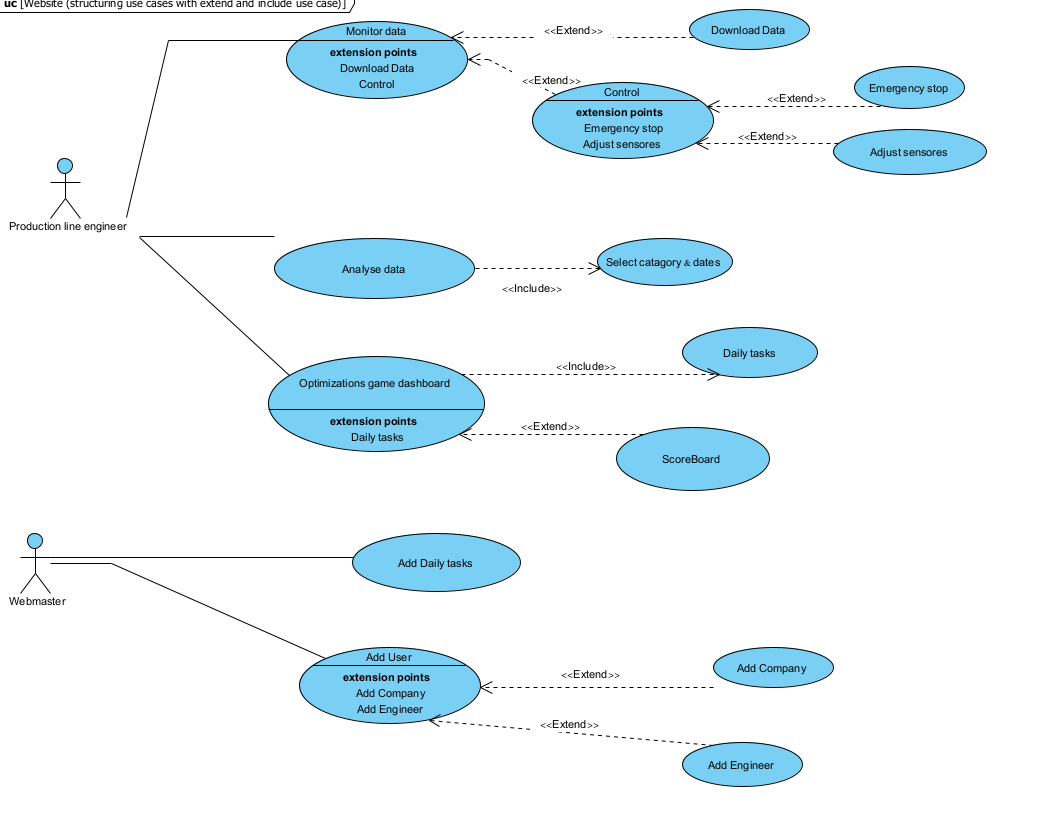 uc [Website (structuring use cases with extend and include use case)]
Monitor data
extension points
Download Data
Control
<<Extend>>
Download Data
<<Extend>>
Control
extension points
Emergency stop
Adjust sensores
<<Extend>>
Emergency stop
<<Extend>>
Adjust sensores
Production line engineer
Analyse data
<<Include>>
Select catagory & dates
Optimizations game dashboard
extension points
Daily tasks
<<Include>>
Daily tasks
<<Extend>>
ScoreBoard
Webmaster
Add Daily tasks
Add User
extension points
Add Company
Add Engineer
<<Extend>>
Add Company
<<Extend>>
Add Engineer